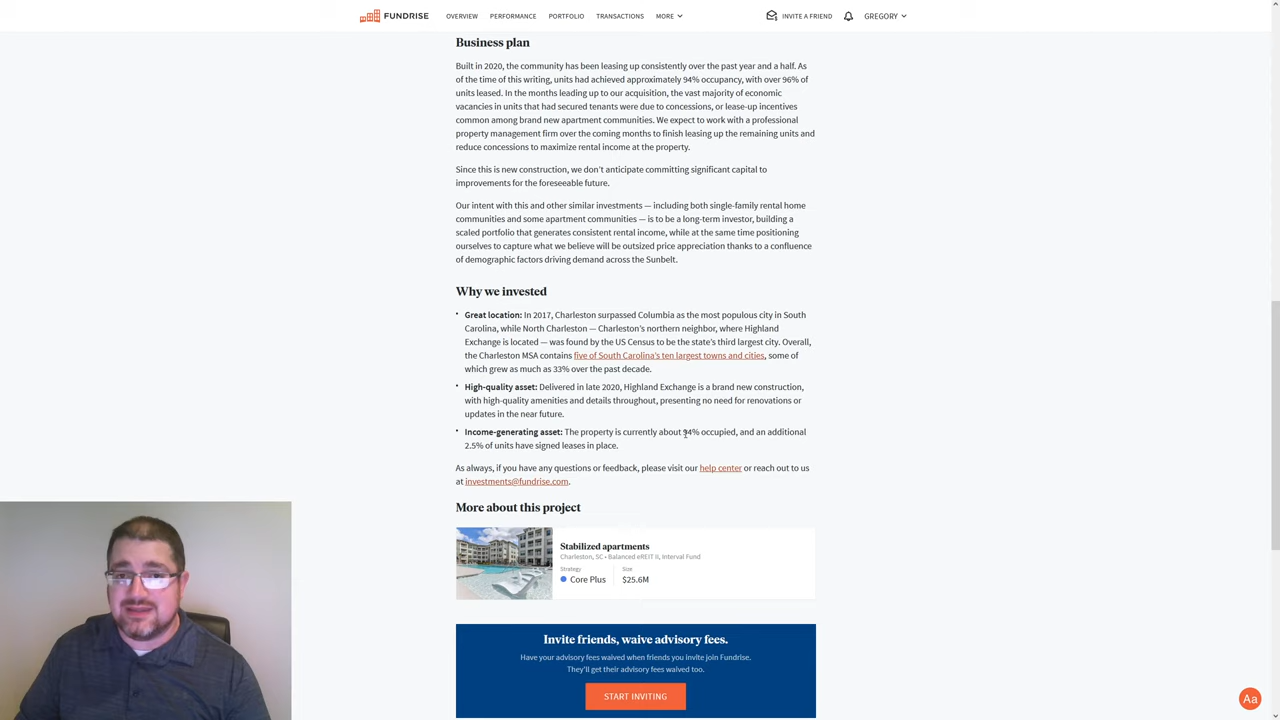 FUNDRISE
OVERVIEW PERFORMANCE PORTFOLIO TRANSACTIONS MORE INVITE A FRIEND GREGORY
Business plan
Built in 2020, the community has been leasing up consistently over the past year and a half. As
of the time of this writing, units had achieved approximately 94% occupancy, with over 96% of
units leased. In the months leading up to our acquisition, the vast majority of economic
vacancies in units that had secured tenants were due to concessions, or lease-up incentives
common among brand new apartment communities. We expect to work with a professional
property management firm over the coming months to finish leasing up the remaining units and
reduce concessions to maximize rental income at the property.
Since this is new construction, we don’t anticipate committing significant capital to
improvements for the foreseeable future.
Our intent with this and other similar investments — including both single-family rental home
communities and some apartment communities — is to be a long-term investor, building a
scaled portfolio that generates consistent rental income, while at the same time positioning
ourselves to capture what we believe will be outsized price appreciation thanks to a confluence
of demographic factors driving demand across the Sunbelt.
Why we invested
• Great location: In 2017, Charleston surpassed Columbia as the most populous city in South
Carolina, while North Charleston — Charleston’s northern neighbor, where Highland
Exchange is located — was found by the US Census to be the state’s third largest city. Overall,
the Charleston MSA contains five of South Carolina’s ten largest towns and cities, some of
which grew as much as 33% over the past decade.
• High-quality asset: Delivered in late 2020, Highland Exchange is a brand new construction,
with high-quality amenities and details throughout, presenting no need for renovations or
updates in the near future.
• Income-generating asset: The property is currently about 94% occupied, and an additional
2.5% of units have signed leases in place.
As always, if you have any questions or feedback, please visit our help center or reach out to us
at investments@fundrise.com.
More about this project
Stabilized apartments
Charleston, SC • Balanced eREIT II, Interval Fund
Strategy Size
Core Plus $25.6M
Invite friends, waive advisory fees.
Have your advisory fees waived when friends you invite join Fundrise.
They’ll get their advisory fees waived too.
START INVITING
Aa